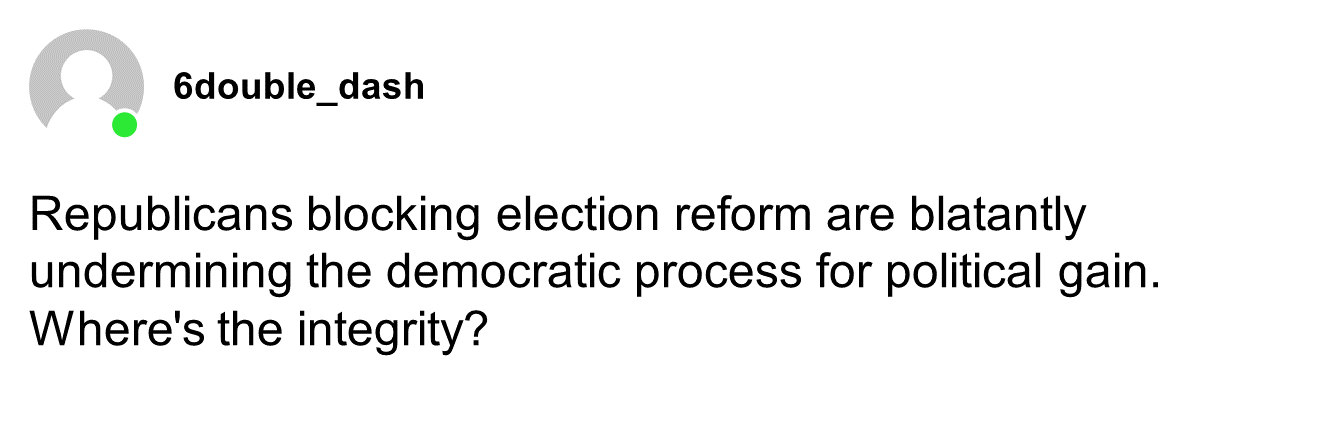 6double_dash
Republicans blocking election reform are blatantly
undermining the democratic process for political gain.
Where's the integrity?